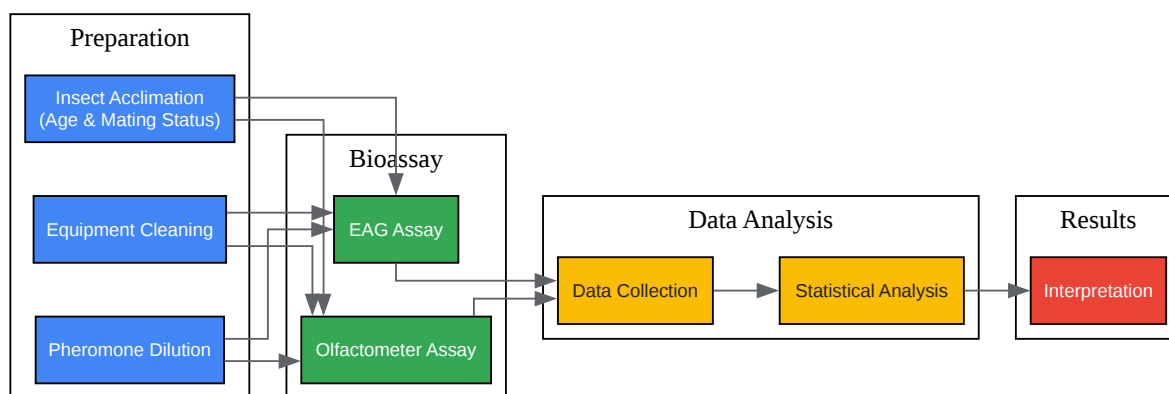 Preparation
Insect Acclimation
(Age & Mating Status)
Equipment Cleaning
Pheromone Dilution
Bioassay
EAG Assay
Olfactometer Assay
Data Analysis
Data Collection
Statistical Analysis
Results
Interpretation